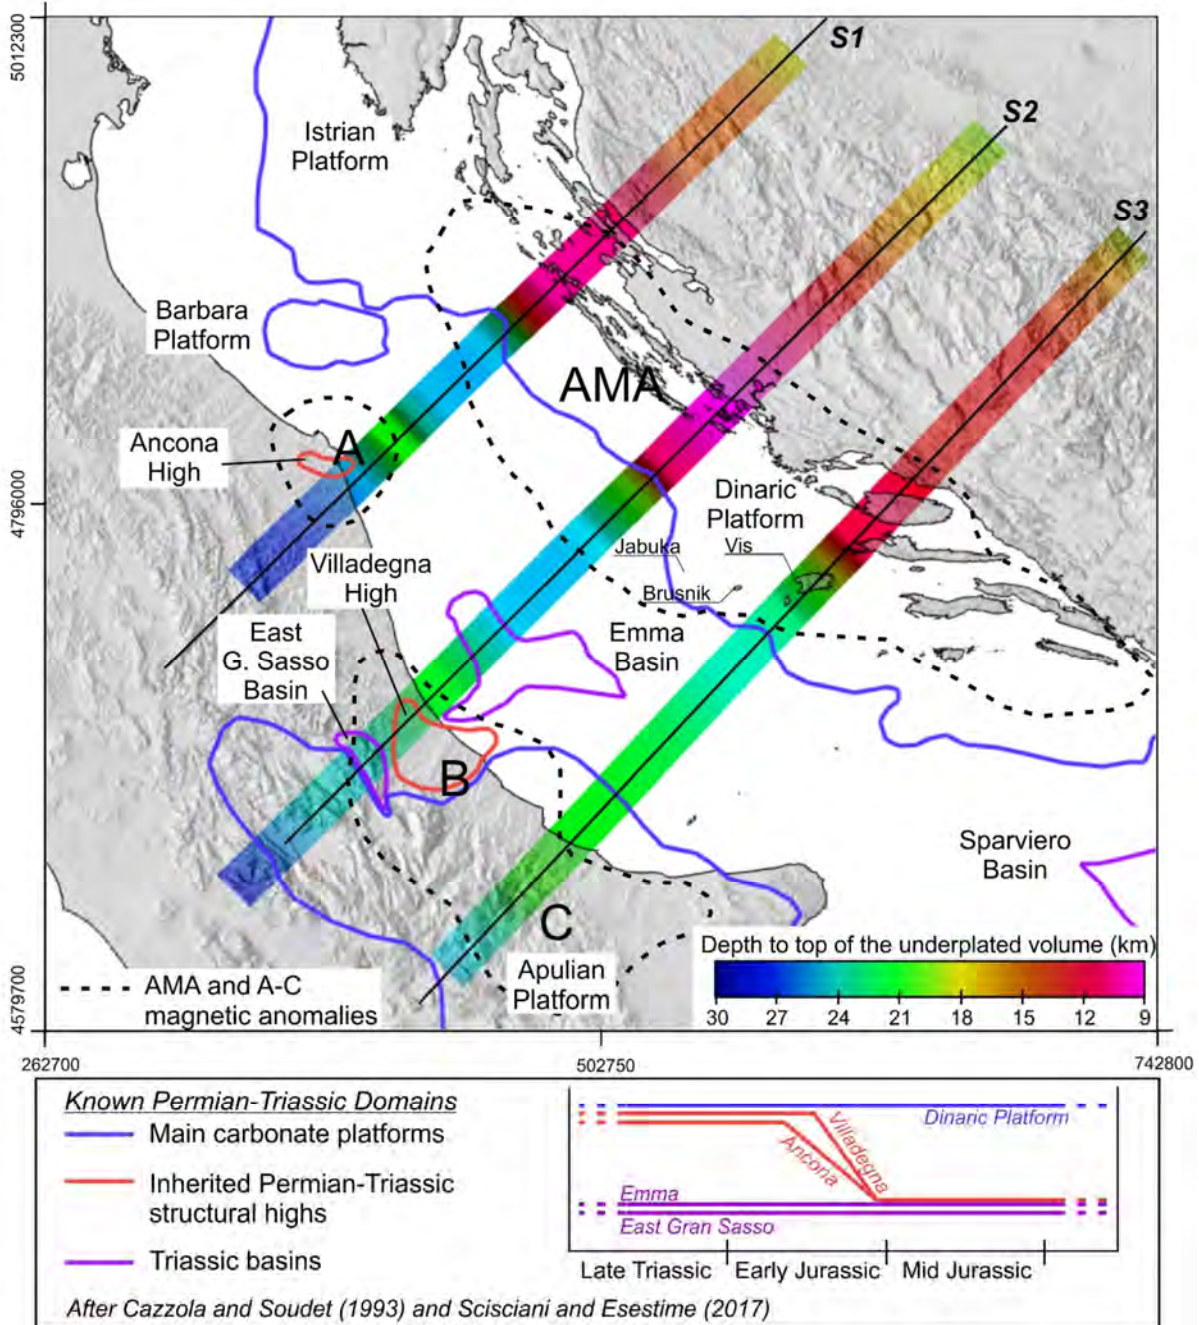 5012300
4796000
4579700
S1
S2
S3
Istrian
Platform
Barbara
Platform
AMA
Ancona
High
A
Dinaric
Platform
Jabuka
Vis
Brusnik
Villadegna
High
East
G. Sasso
Basin
Emma
Basin
B
Sparviero
Basin
C
Apulian
Platform
Depth to top of the underplated volume (km)
30 27 24 21 18 15 12 9
AMA and A-C
magnetic anomalies
262700 502750 742800
Known Permian-Triassic Domains
Main carbonate platforms
Inherited Permian-Triassic
structural highs
Triassic basins
Dinaric Platform
Villadegna
Ancona
Emma
East Gran Sasso
Late Triassic Early Jurassic Mid Jurassic
After Cazzola and Soudet (1993) and Scisciani and Esestime (2017)